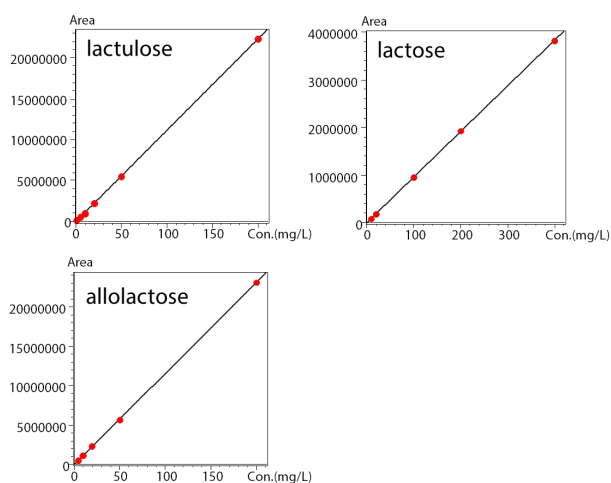 Area
lactulose
20000000
15000000
10000000
5000000
0
0 50 100 150 Con.(mg/L)
Area
lactose
4000000
3000000
2000000
1000000
0
0 100 200 300 Con.(mg/L)
Area
allolactose
20000000
15000000
10000000
5000000
0
0 50 100 150 Con.(mg/L)